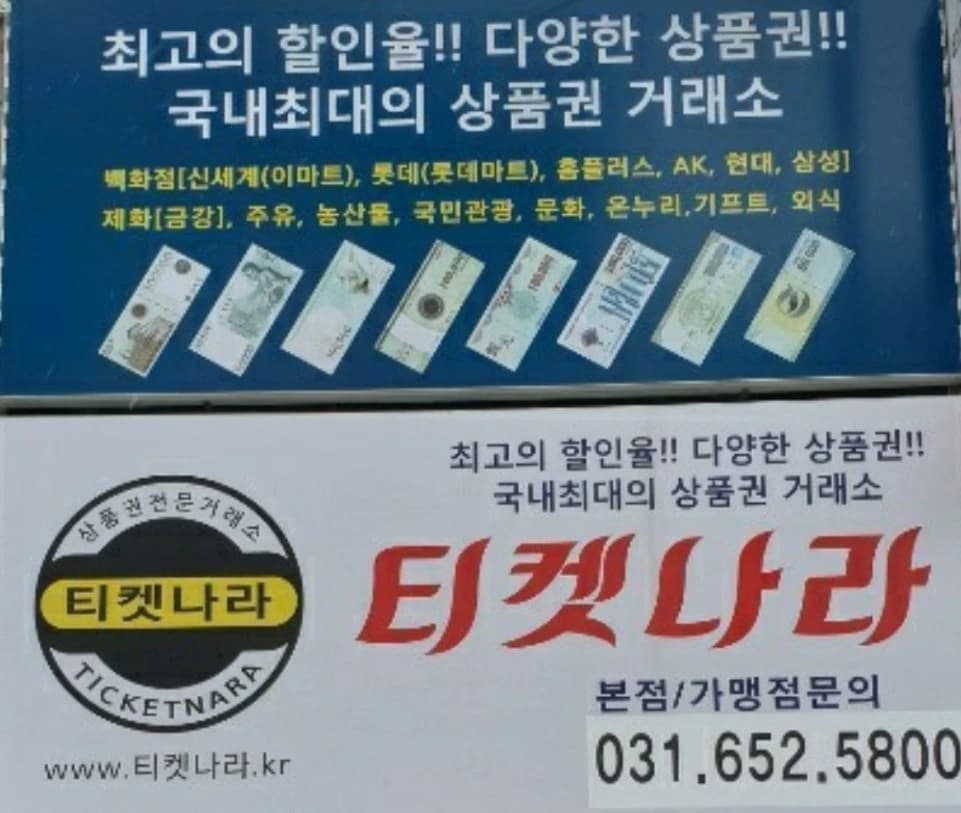 최고의 할인율!! 다양한 상품권!!
국내최대의 상품권 거래소
백화점[신세계(이마트), 롯데(롯데마트), 홈플러스, AK, 현대, 삼성]
제화[금강], 주유, 농산물, 국민관광, 문화, 온누리,기프트, 외식
최고의 할인율!! 다양한 상품권!!
국내최대의 상품권 거래소
상품권전문거래소
티켓나라
TICKETNARA
www.티켓나라.kr
티켓나라
본점/가맹점문의
031.652.5800